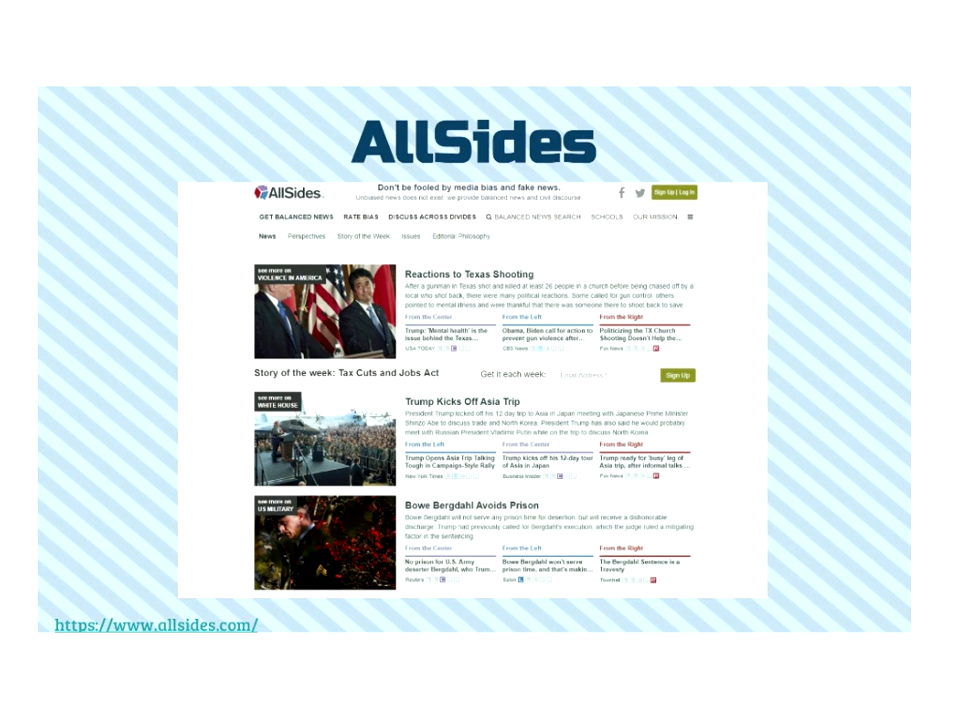 AllSides
AllSides
Don't be fooled by media bias and fake news.
Unbiased news does not exist; we provide balanced news and civil discourse
Sign Up | Log in
GET BALANCED NEWS RATE BIAS DISCUSS ACROSS DIVIDES BALANCED NEWS SEARCH SCHOOLS OUR MISSION
News Perspectives Story of the Week Issues Editorial Philosophy
see more on
VIOLENCE IN AMERICA
Reactions to Texas Shooting
After a gunman in Texas shot and killed at least 26 people in a church before being chased off by a
local who shot back, there were many political reactions. Some called for gun control, others
pointed to mental illness and were thankful that there was someone there to shoot back to save
From the Center From the Left From the Right
Trump: 'Mental health' is the Obama, Biden call for action to Politicizing the TX Church
issue behind the Texas... prevent gun violence after... Shooting Doesn't Help the...
USA TODAY CBS News Fox News
Story of the week: Tax Cuts and Jobs Act Get it each week: Email Address * Sign Up
see more on
WHITE HOUSE
Trump Kicks Off Asia Trip
President Trump kicked off his 12 day trip to Asia in Japan meeting with Japanese Prime Minister
Shinzo Abe to discuss trade and North Korea. President Trump has also said he would probably
meet with Russian President Vladimir Putin while on the trip to discuss North Korea.
From the Left From the Center From the Right
Trump Opens Asia Trip Talking Trump kicks off his 12-day tour Trump ready for 'busy' leg of
Tough in Campaign-Style Rally of Asia in Japan Asia trip, after informal talks ...
New York Times Business Insider Fox News
see more on
US MILITARY
Bowe Bergdahl Avoids Prison
Bowe Bergdahl will not serve any prison time for desertion, but will receive a dishonorable
discharge. Trump had previously called for Bergdahl's execution, which the judge ruled a mitigating
factor in the sentencing.
From the Center From the Left From the Right
No prison for U.S. Army Bowe Bergdahl won't serve The Bergdahl Sentence is a
deserter Bergdahl, who Trum... prison time, and that's makin... Travesty
Reuters Salon Townhall
https://www.allsides.com/